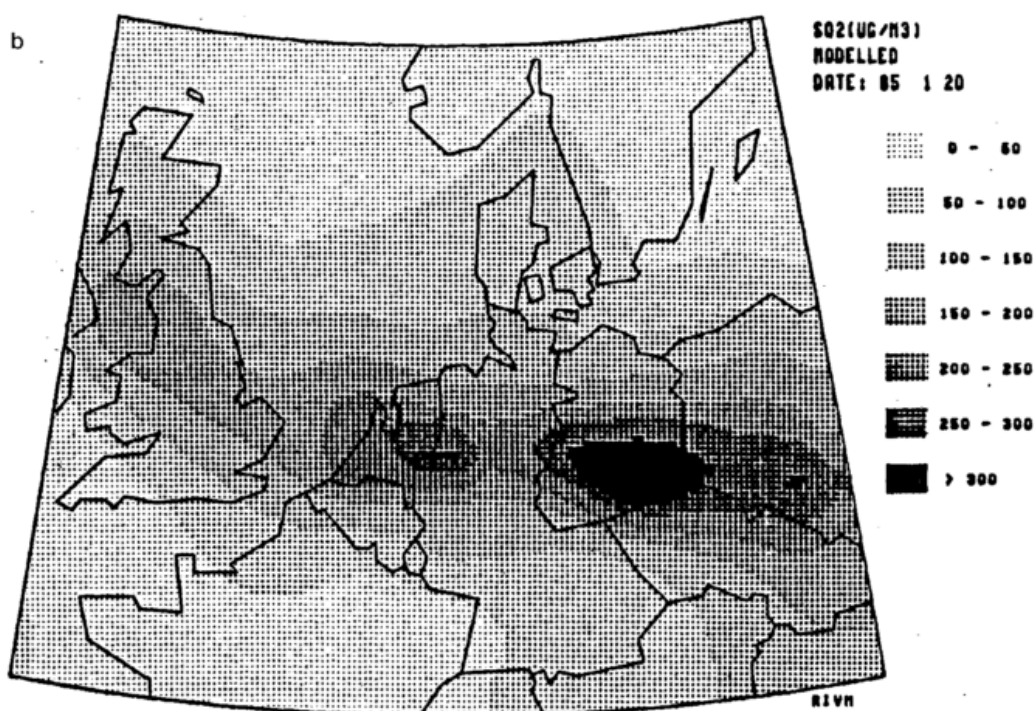 b
SO2(UG/M3)
MODELLED
DATE: 85 1 20
0 - 50
50 - 100
100 - 150
150 - 200
200 - 250
250 - 300
> 300
RIVM